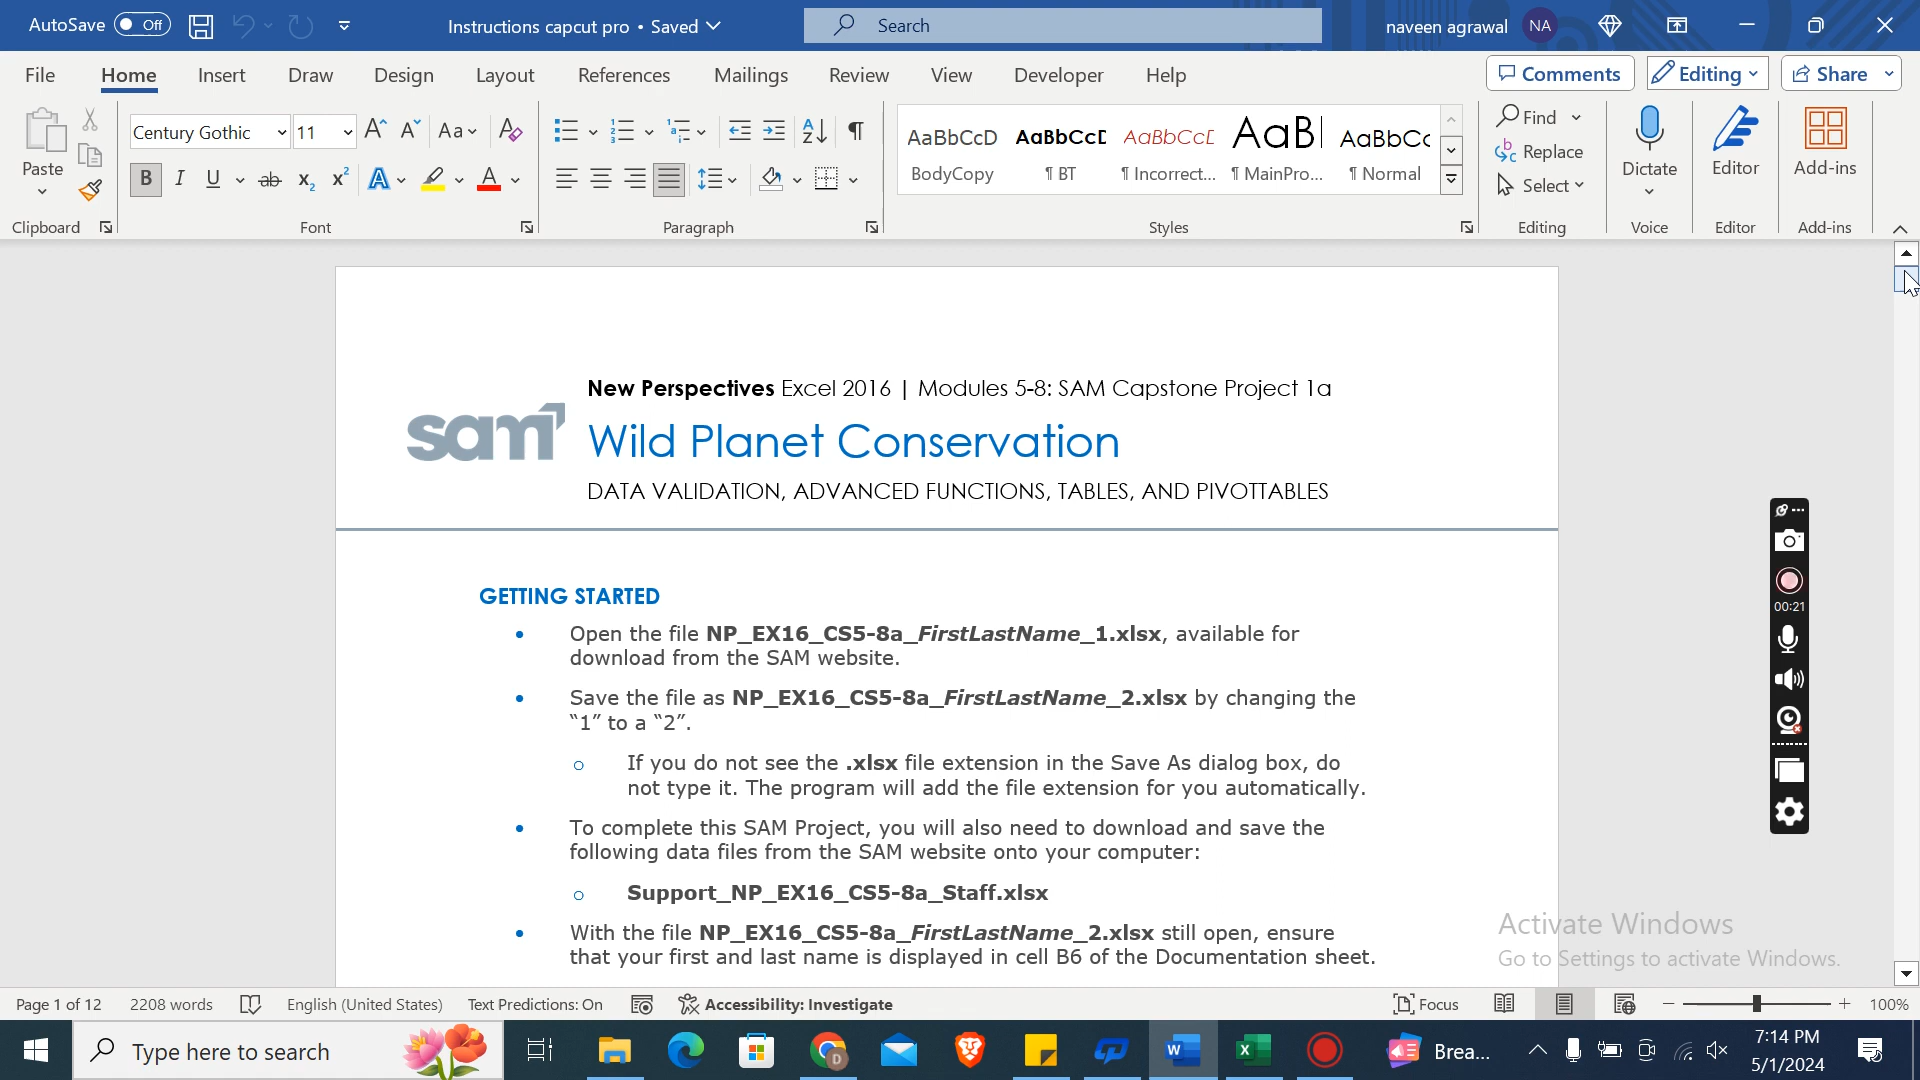 AutoSave Off Instructions capcut pro • Saved Search naveen agrawal NA
File Home Insert Draw Design Layout References Mailings Review View Developer Help Comments Editing Share
Century Gothic 11 Aa AaBbCcD AaBbCcD AaBbCcD AaB AaBbCc Find
Paste Replace
B I U ab x₂ x² A A BodyCopy ¶ BT ¶ Incorrect... ¶ MainPro... ¶ Normal Select Dictate Editor Add-ins
Clipboard Font Paragraph Styles Editing Voice Editor Add-ins
New Perspectives Excel 2016 | Modules 5-8: SAM Capstone Project 1a
sam Wild Planet Conservation
DATA VALIDATION, ADVANCED FUNCTIONS, TABLES, AND PIVOTTABLES
GETTING STARTED
• Open the file NP_EX16_CS5-8a_FirstLastName_1.xlsx, available for
download from the SAM website.
• Save the file as NP_EX16_CS5-8a_FirstLastName_2.xlsx by changing the
“1” to a “2”.
o If you do not see the .xlsx file extension in the Save As dialog box, do
not type it. The program will add the file extension for you automatically.
• To complete this SAM Project, you will also need to download and save the
following data files from the SAM website onto your computer:
o Support_NP_EX16_CS5-8a_Staff.xlsx
• With the file NP_EX16_CS5-8a_FirstLastName_2.xlsx still open, ensure
that your first and last name is displayed in cell B6 of the Documentation sheet.
00:21
Activate Windows
Go to Settings to activate Windows.
Page 1 of 12 2208 words English (United States) Text Predictions: On Accessibility: Investigate Focus 100%
Type here to search Brea... 7:14 PM
5/1/2024